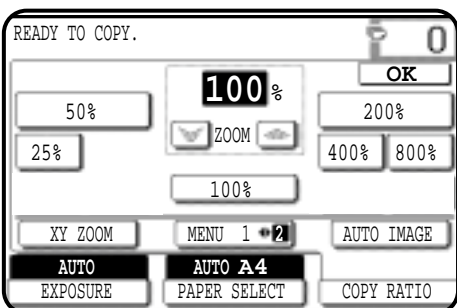 READY TO COPY.
0
OK
100%
50%
200%
ZOOM
25%
400%
800%
100%
XY ZOOM
MENU 1 2
AUTO IMAGE
AUTO
AUTO A4
EXPOSURE
PAPER SELECT
COPY RATIO